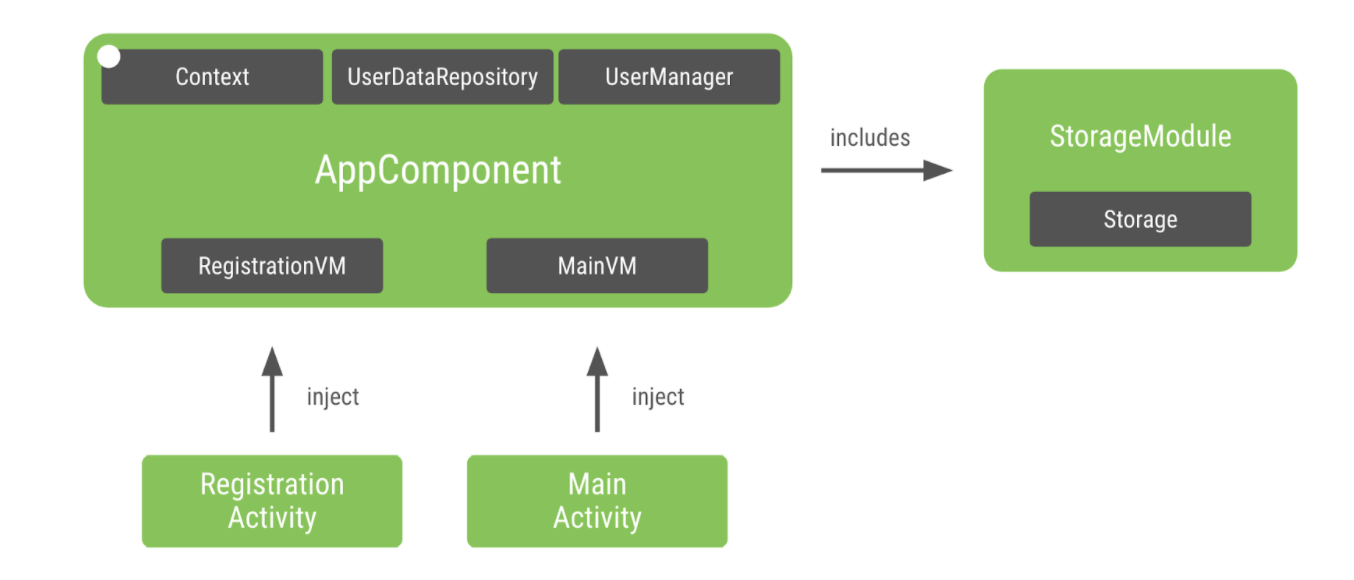 Context
UserDataRepository
UserManager
AppComponent
RegistrationVM
MainVM
includes
StorageModule
Storage
inject
inject
Registration
Activity
Main
Activity